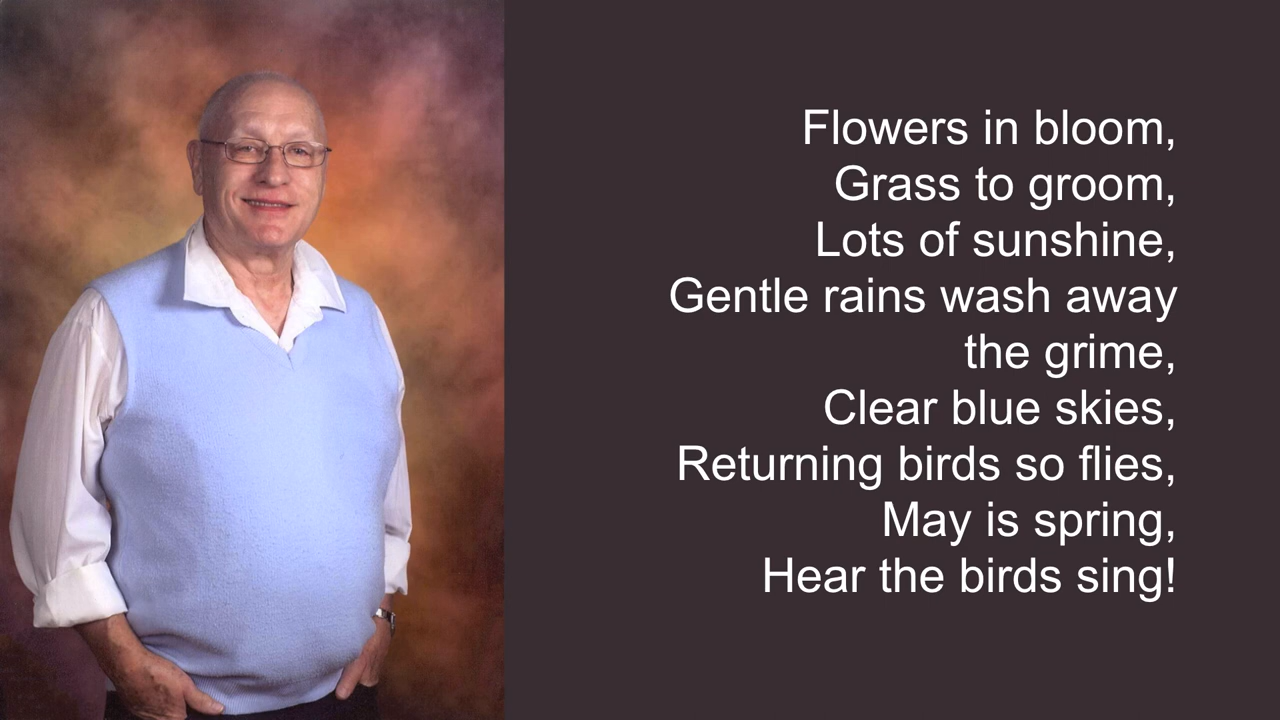 Flowers in bloom,
Grass to groom,
Lots of sunshine,
Gentle rains wash away
the grime,
Clear blue skies,
Returning birds so flies,
May is spring,
Hear the birds sing!